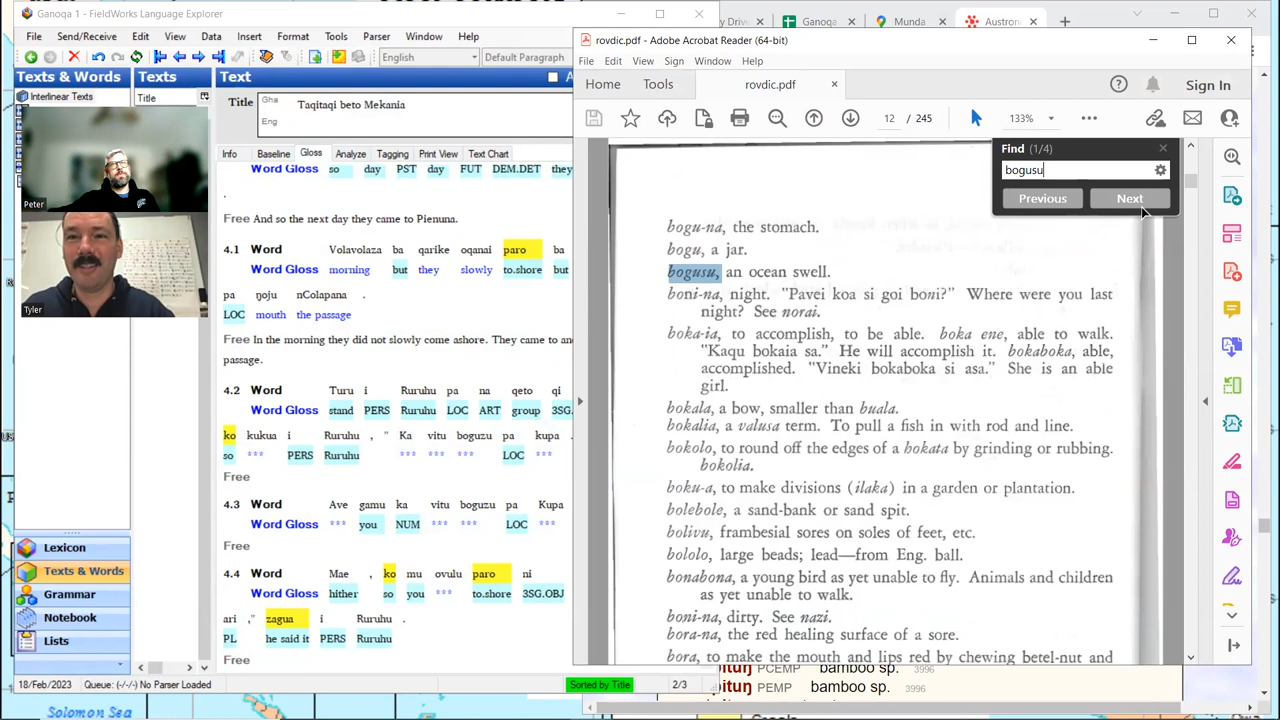 Ganoqa 1 - FieldWorks Language Explorer
File Send/Receive Edit View Data Insert Format Tools Parser Window Help
English Default Paragraph
Texts & Words Texts Text
Interlinear Texts
Title
Title Gha Taqitaqi beto Mekania
Eng
Info Baseline Gloss Analyze Tagging Print View Text Chart
Word Gloss so day PST day FUT DEM.DET they
.
Free And so the next day they came to Pienuna.
4.1 Word Volavolaza ba qarike oqanai paro ba
Word Gloss morning but they slowly to.shore but
pa ŋoju nColapana .
LOC mouth the passage
Free In the morning they did not slowly come ashore. They came to
passage.
4.2 Word Turu i Ruruhu pa na qeto qi
Word Gloss stand PERS Ruruhu LOC ART group 3SG.
ko kukua i Ruruhu , " Ka vitu boguzu pa kupa .
so *** PERS Ruruhu *** *** *** LOC ***
Free
4.3 Word Ave gamu ka vitu boguzu pa Kupa
Word Gloss *** you NUM *** *** LOC ***
Free
4.4 Word Mae , ko mu ovulu paro ni
Word Gloss hither so you *** to.shore 3SG.OBJ
ari ," zagua i Ruruhu .
PL he said it PERS Ruruhu
Free
Peter
Tyler
Lexicon
Texts & Words
Grammar
Notebook
Lists
18/Feb/2023 Queue: (-/-/-) No Parser Loaded Sorted by Title 2/3
Solomon Sea
y Drive Ganoqa Munda Austron
rovdic.pdf - Adobe Acrobat Reader (64-bit)
File Edit View Sign Window Help
Home Tools rovdic.pdf Sign In
12 / 245 133%
Find (1/4)
bogusu
Previous Next
bogu-na, the stomach.
bogu, a jar.
bogusu, an ocean swell.
boni-na, night. "Pavei koa si goi boni?" Where were you last
night? See norai.
boka-ia, to accomplish, to be able. boka ene, able to walk.
"Kaqu bokaia sa." He will accomplish it. bokaboka, able,
accomplished. "Vineki bokaboka si asa." She is an able
girl.
bokala, a bow, smaller than buala.
bokalia, a valusa term. To pull a fish in with rod and line.
bokolo, to round off the edges of a hokata by grinding or rubbing.
bokolia.
boku-a, to make divisions (ilaka) in a garden or plantation.
bolebole, a sand-bank or sand spit.
bolivu, frambesial sores on soles of feet, etc.
bololo, large beads; lead—from Eng. ball.
bonabona, a young bird as yet unable to fly. Animals and children
as yet unable to walk.
boni-na, dirty. See nazi.
bora-na, the red healing surface of a sore.
bora, to make the mouth and lips red by chewing betel-nut and
bituŋ PCEMP bamboo sp. 3996
pituŋ PEMP bamboo sp. 3996